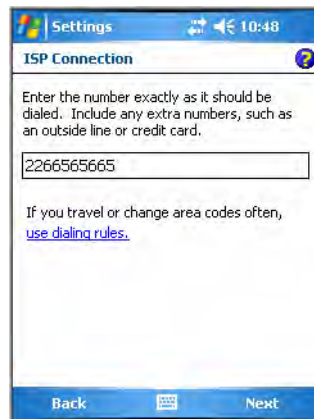 Settings 10:48
ISP Connection
Enter the number exactly as it should be
dialed. Include any extra numbers, such as
an outside line or credit card.
2266565665
If you travel or change area codes often,
use dialing rules.
Back Next